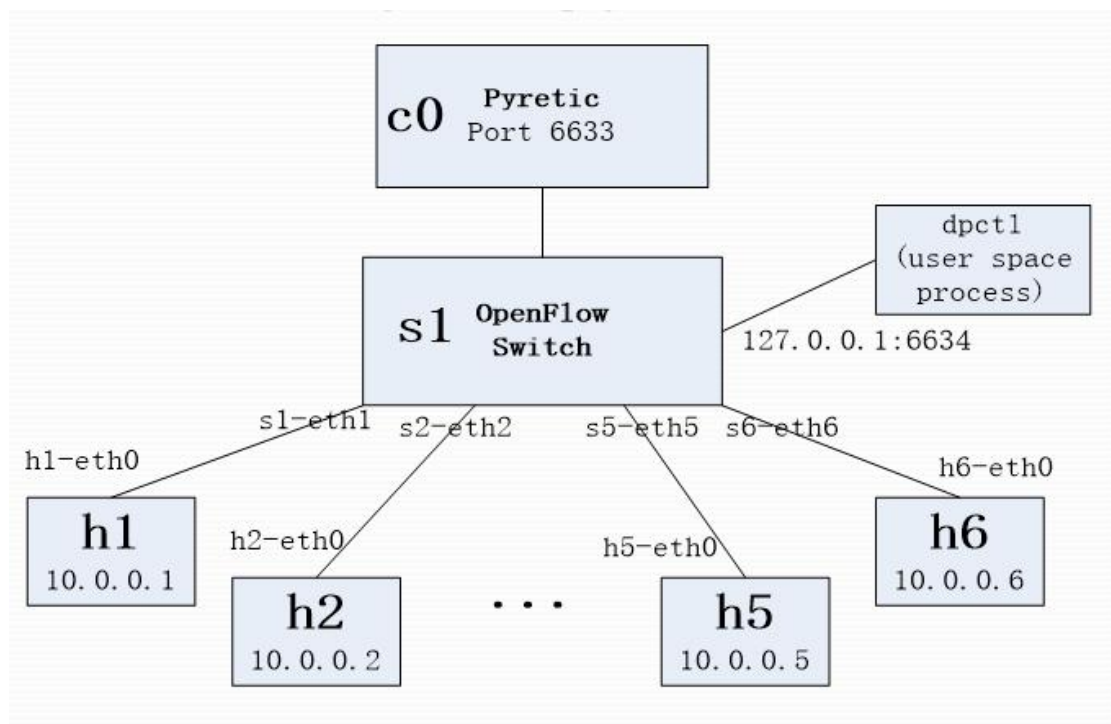 c0
Pyretic
Port 6633
dpctl
(user space
process)
s1
OpenFlow
Switch
127.0.0.1:6634
s1-eth1
s2-eth2
s5-eth5
s6-eth6
h1-eth0
h6-eth0
h1
10.0.0.1
h2-eth0
h5-eth0
h6
10.0.0.6
h2
10.0.0.2
...
h5
10.0.0.5